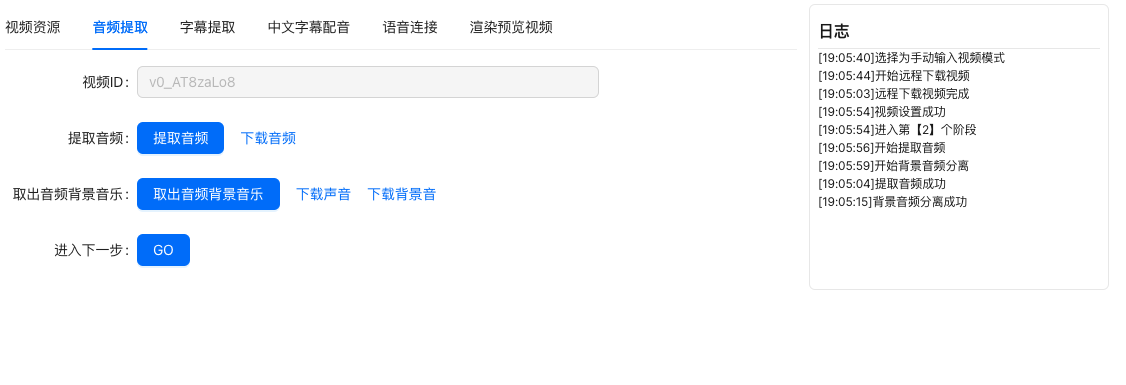 视频资源 音频提取 字幕提取 中文字幕配音 语音连接 渲染预览视频
视频ID: v0_AT8zaLo8
提取音频: 提取音频 下载音频
取出音频背景音乐: 取出音频背景音乐 下载声音 下载背景音
进入下一步: GO
日志
[19:05:40]选择为手动输入视频模式
[19:05:44]开始远程下载视频
[19:05:03]远程下载视频完成
[19:05:54]视频设置成功
[19:05:54]进入第【2】个阶段
[19:05:56]开始提取音频
[19:05:59]开始背景音频分离
[19:05:04]提取音频成功
[19:05:15]背景音频分离成功